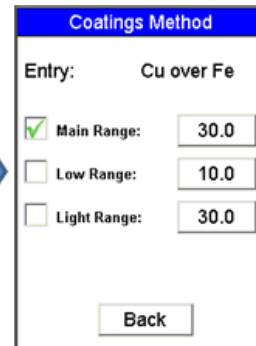 Coatings Method
Entry: Cu over Fe
Main Range: 30.0
Low Range: 10.0
Light Range: 30.0
Back